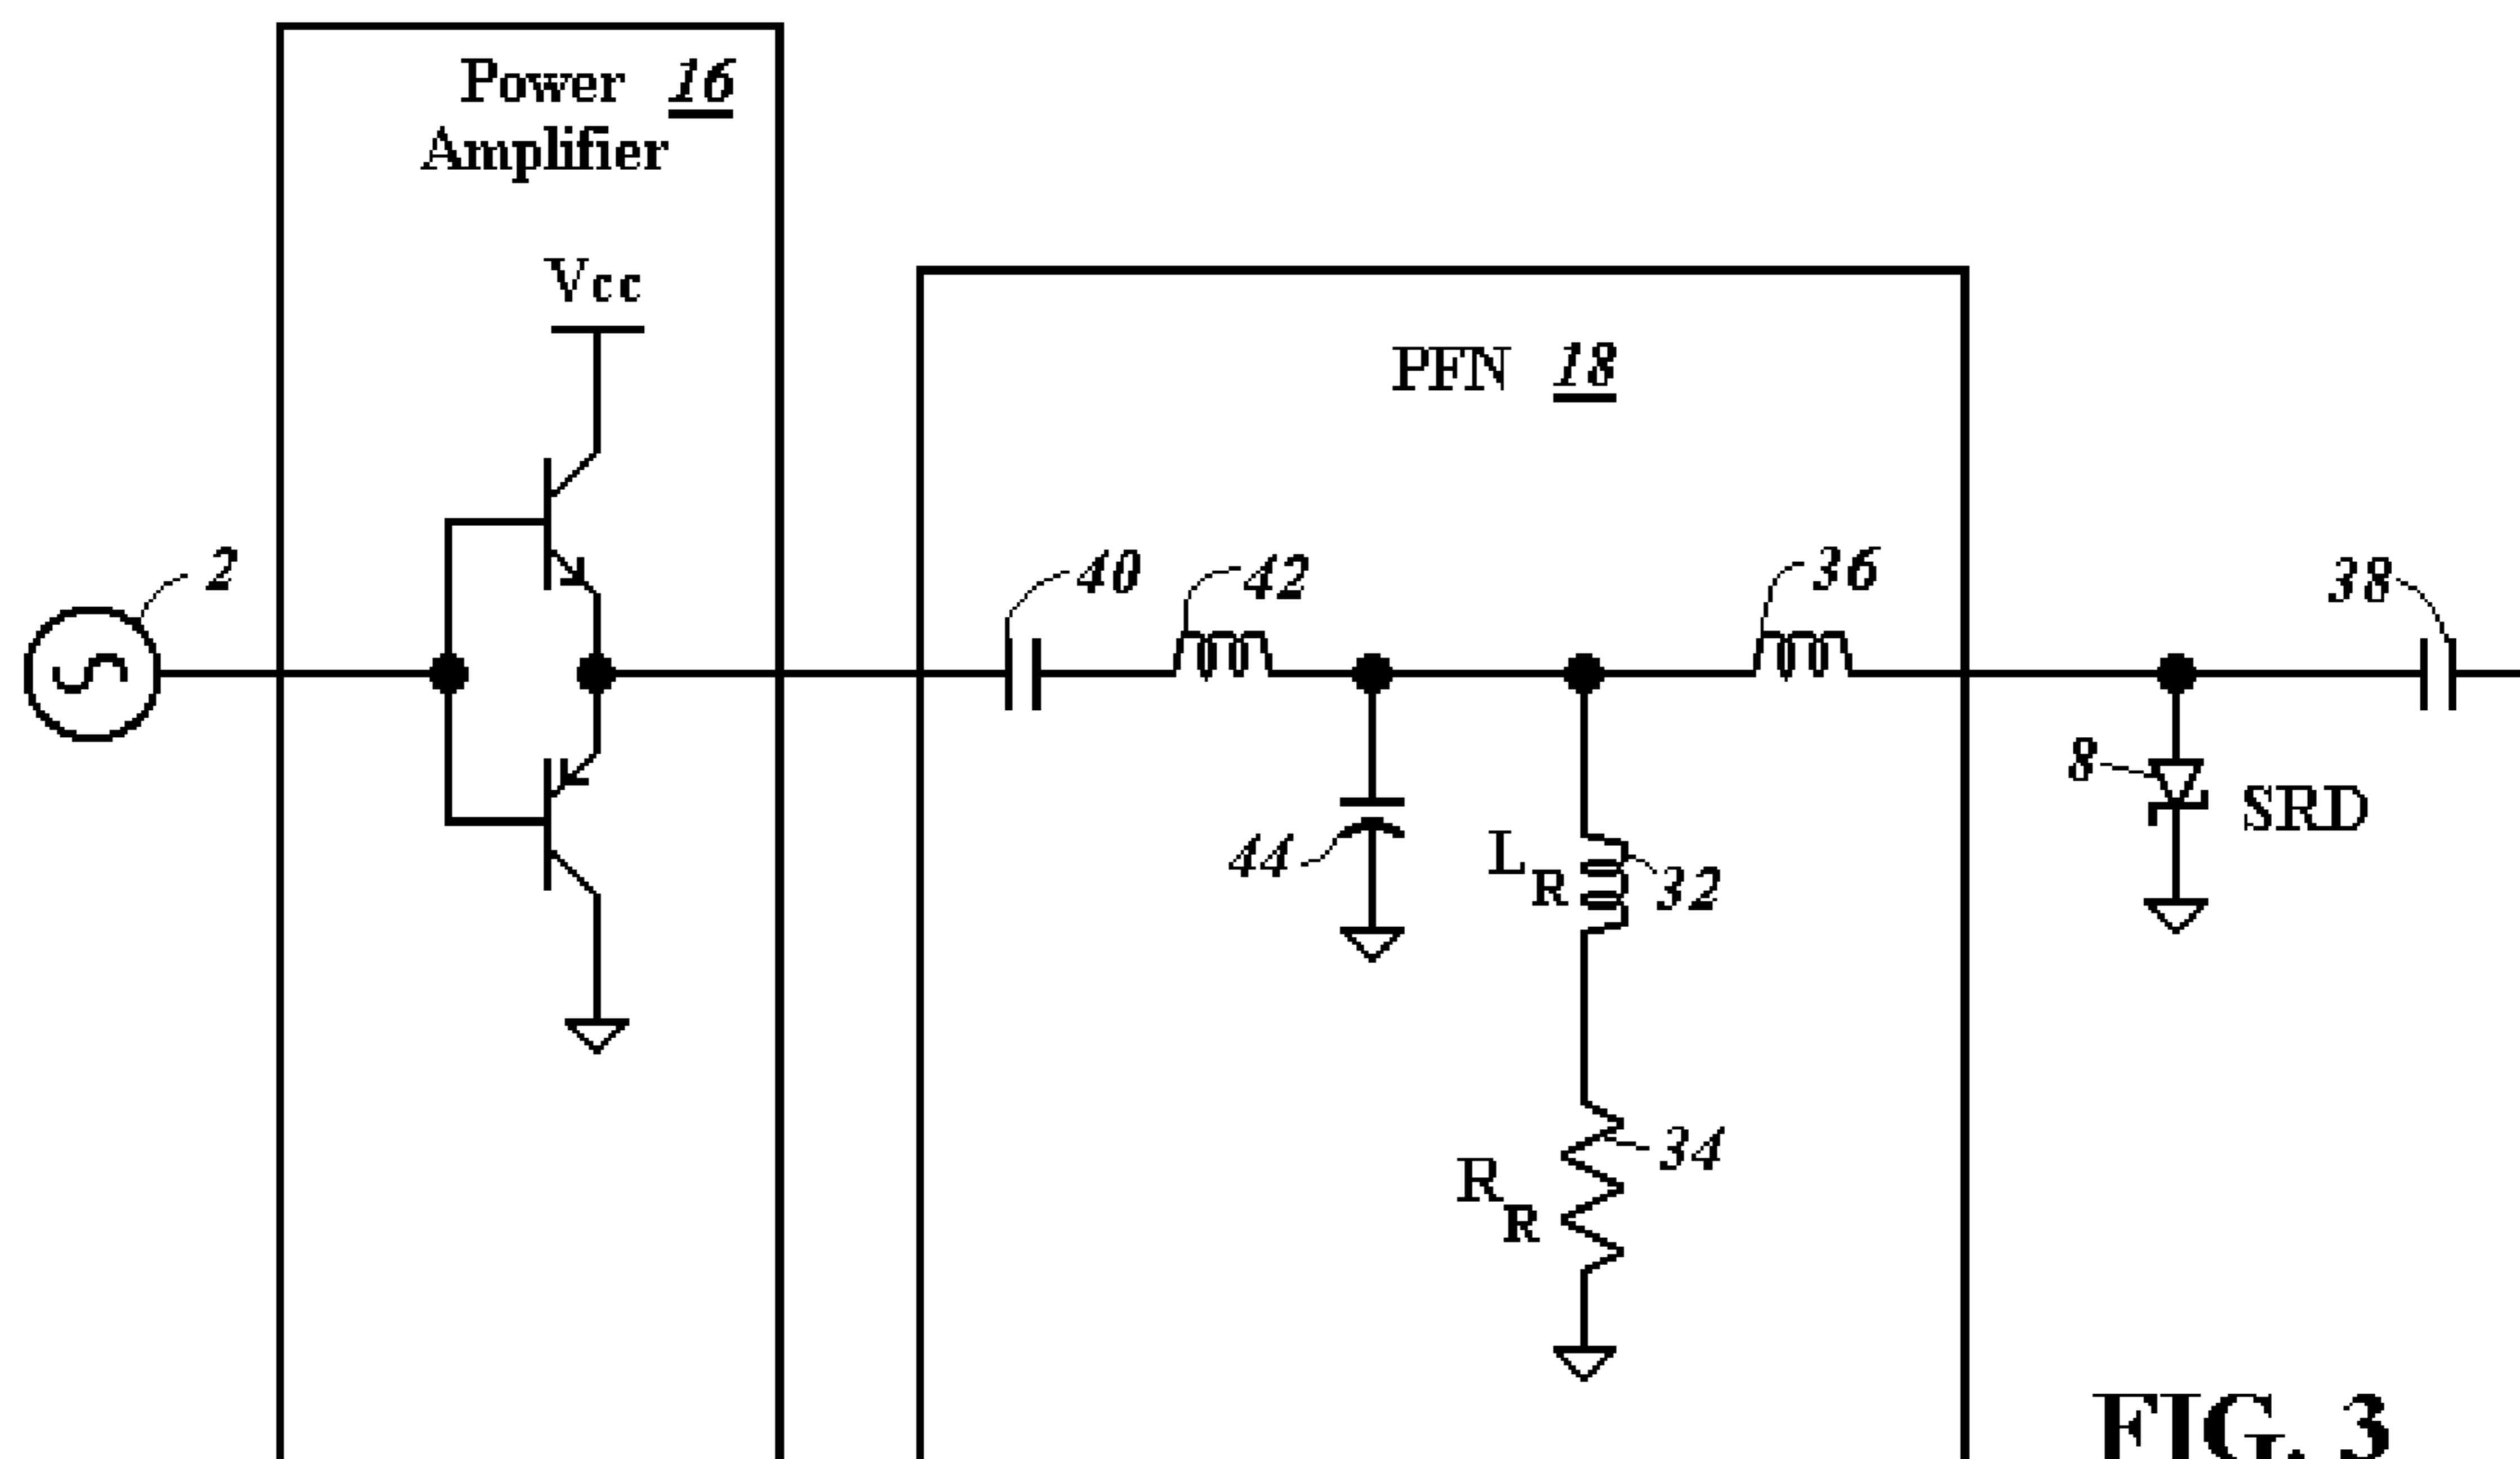 Power 16
Amplifier
Vcc
PFN 18
2
40
42
36
38
8
SRD
44
L R
32
R R
34
FIG. 3